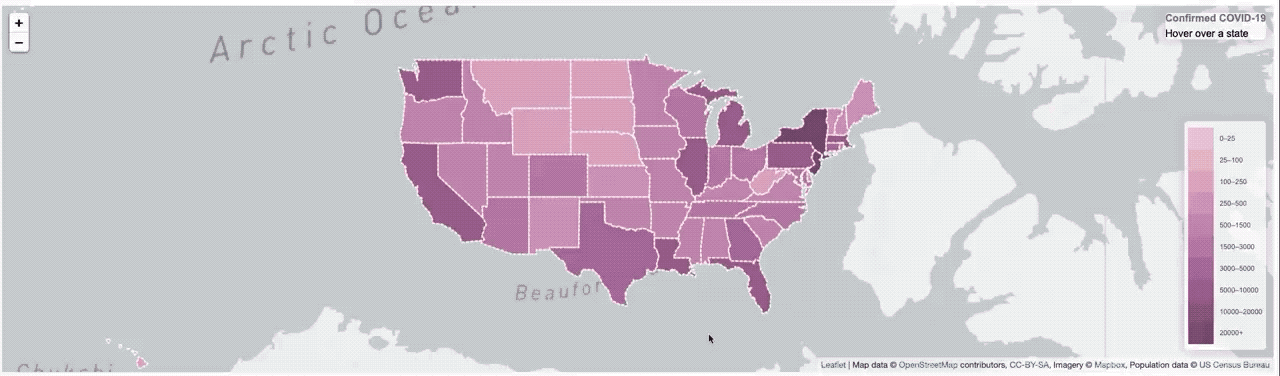 +
−
Arctic Ocea
Confirmed COVID-19
Hover over a state
0–25
25–100
100–250
250–500
500–1500
1500–3000
3000–5000
5000–10000
10000–20000
20000+
Beaufor
Chukchi
Leaflet | Map data © OpenStreetMap contributors, CC-BY-SA, Imagery © Mapbox, Population data © US Census Bureau